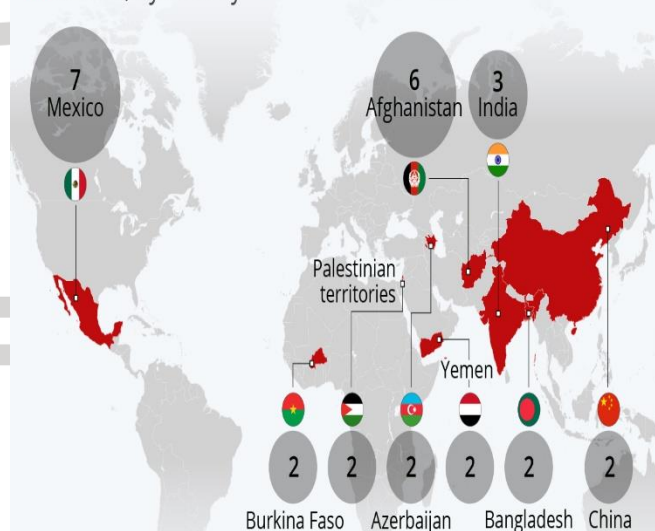 7
Mexico
6
Afghanistan
3
India
Palestinian
territories
Yemen
2
2
2
2
2
2
Burkina Faso
Azerbaijan
Bangladesh
China